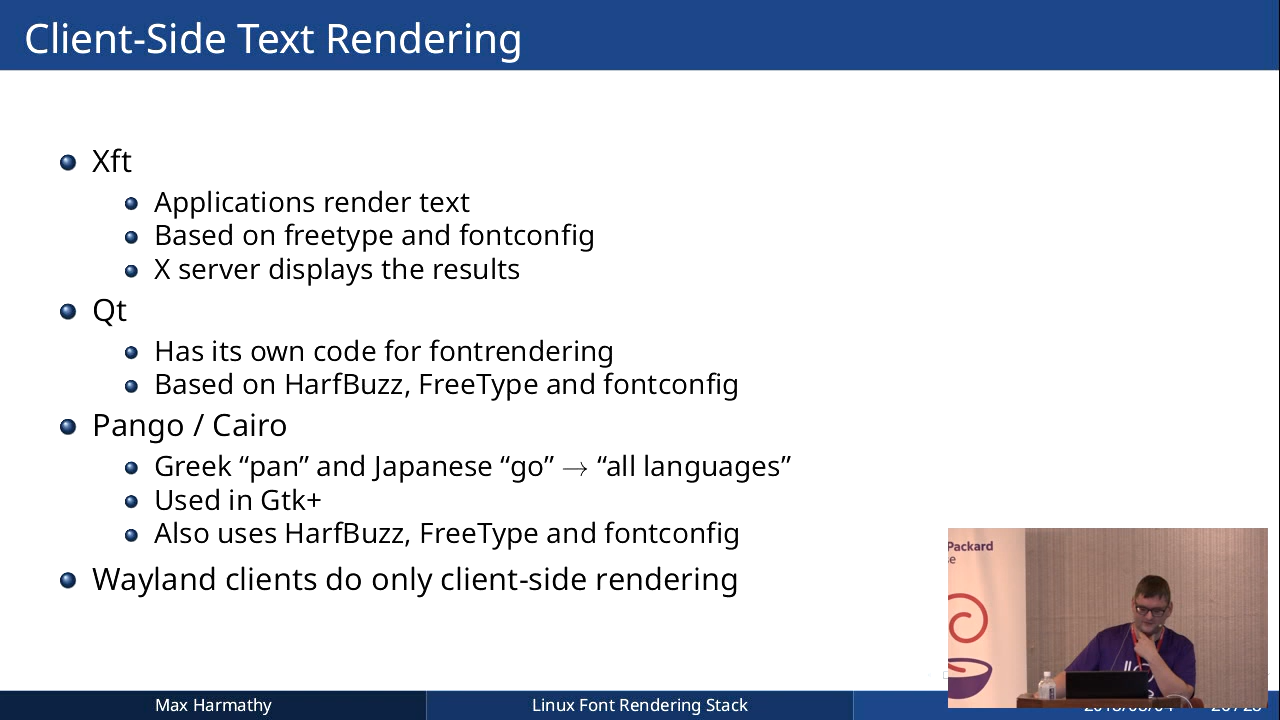 Client-Side Text Rendering
Xft
Applications render text
Based on freetype and fontconfig
X server displays the results
Qt
Has its own code for fontrendering
Based on HarfBuzz, FreeType and fontconfig
Pango / Cairo
Greek “pan” and Japanese “go” → “all languages”
Used in Gtk+
Also uses HarfBuzz, FreeType and fontconfig
Wayland clients do only client-side rendering
Packard
Max Harmathy
Linux Font Rendering Stack